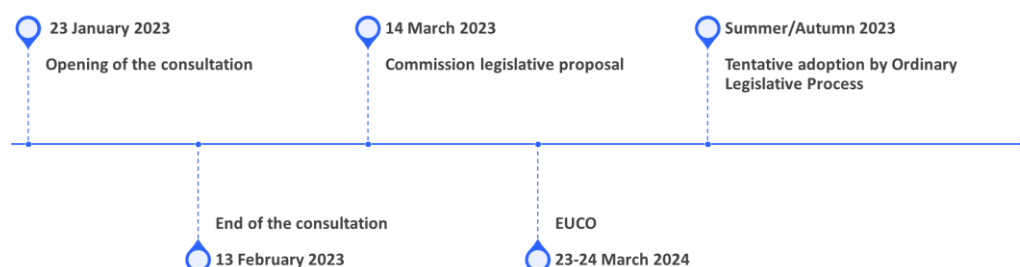 23 January 2023
Opening of the consultation
End of the consultation
13 February 2023
14 March 2023
Commission legislative proposal
EUCO
23-24 March 2024
Summer/Autumn 2023
Tentative adoption by Ordinary
Legislative Process